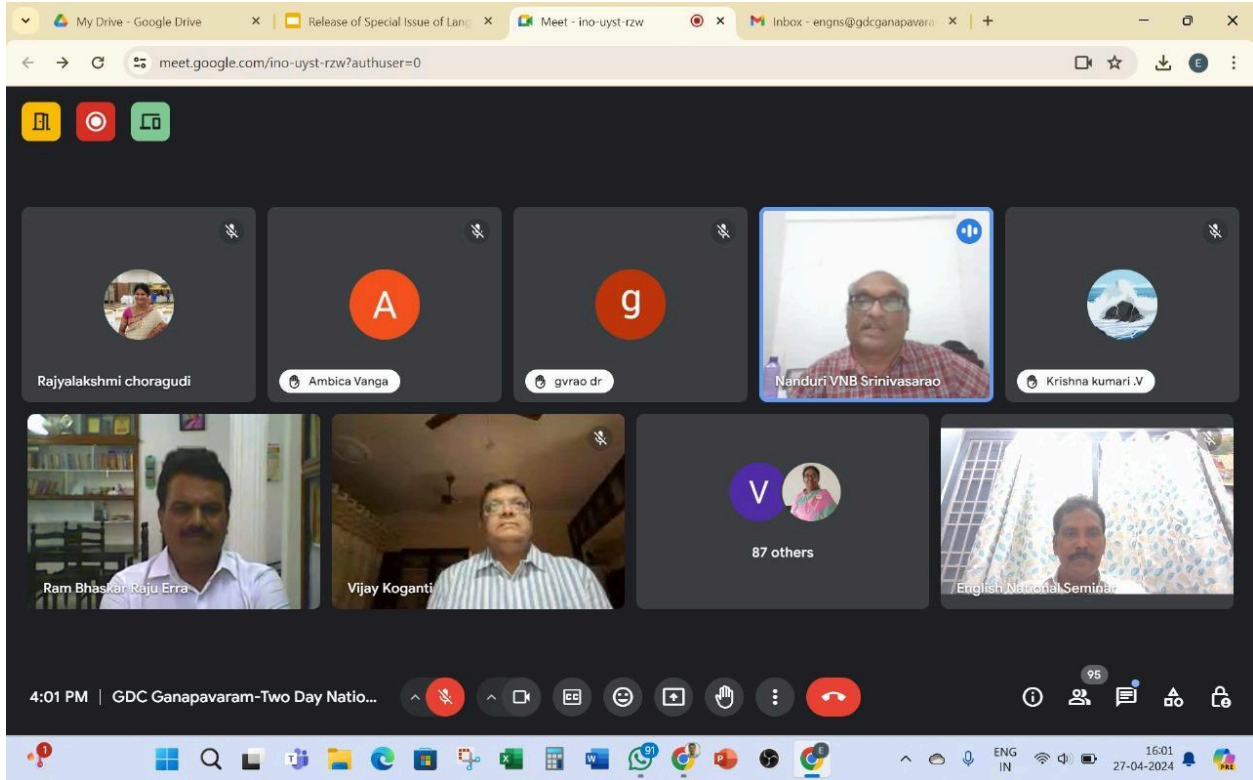 My Drive - Google Drive
Release of Special Issue of Lang
Meet - ino-uyst-rzw
Inbox - engns@gdcganapavara
meet.google.com/ino-uyst-rzw?authuser=0
E
A
g
Rajyalakshmi choragudi
Ambica Vanga
gvrao dr
Nanduri VNB Srinivasarao
Krishna kumari .V
V
87 others
Ram Bhaskar Raju Erra
Vijay Koganti
English National Seminar
95
4:01 PM | GDC Ganapavaram-Two Day Natio...
CC
1
91
E
ENG
IN
16:01
27-04-2024
PRE